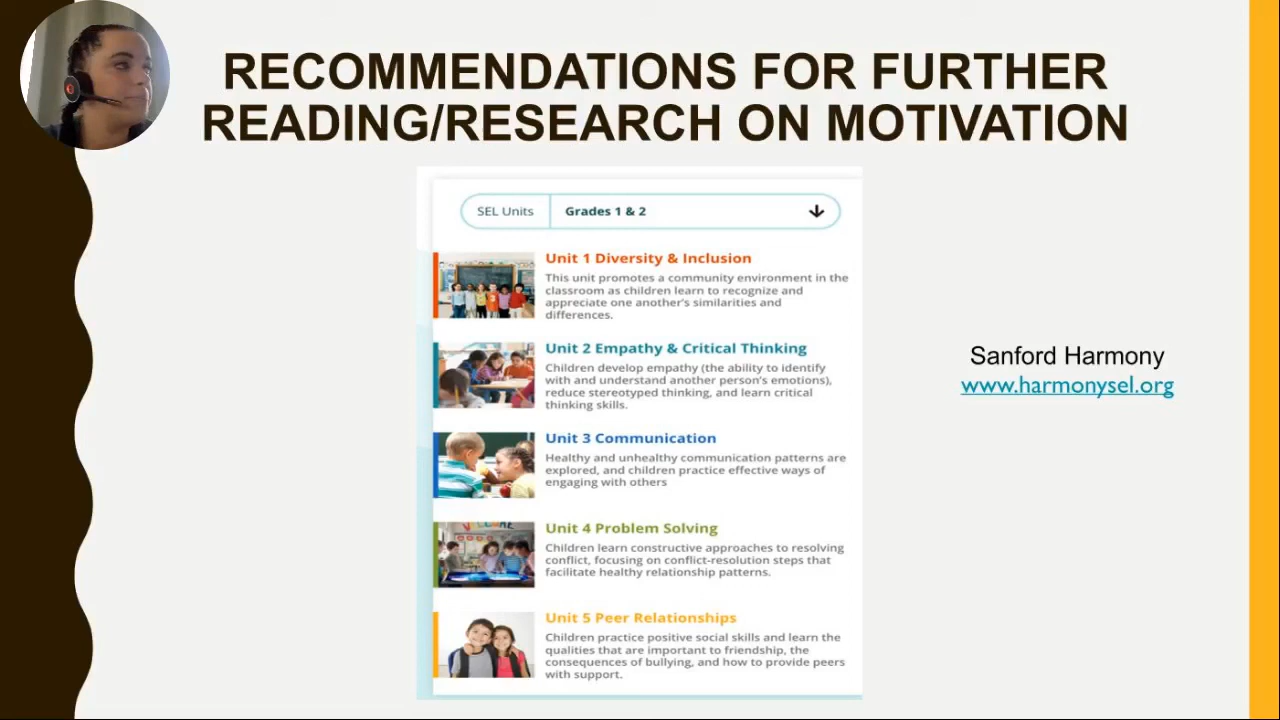 RECOMMENDATIONS FOR FURTHER
READING/RESEARCH ON MOTIVATION
SEL Units
Grades 1 & 2
Unit 1 Diversity & Inclusion
This unit promotes a community environment in the
classroom as children learn to recognize and
appreciate one another's similarities and
differences.
Unit 2 Empathy & Critical Thinking
Children develop empathy (the ability to identify
with and understand another person's emotions),
reduce stereotyped thinking, and learn critical
thinking skills.
Unit 3 Communication
Healthy and unhealthy communication patterns are
explored, and children practice effective ways of
engaging with others
Unit 4 Problem Solving
Children learn constructive approaches to resolving
conflict, focusing on conflict-resolution steps that
facilitate healthy relationship patterns.
Unit 5 Peer Relationships
Children practice positive social skills and learn the
qualities that are important to friendship, the
consequences of bullying, and how to provide peers
with support.
Sanford Harmony
www.harmonysel.org